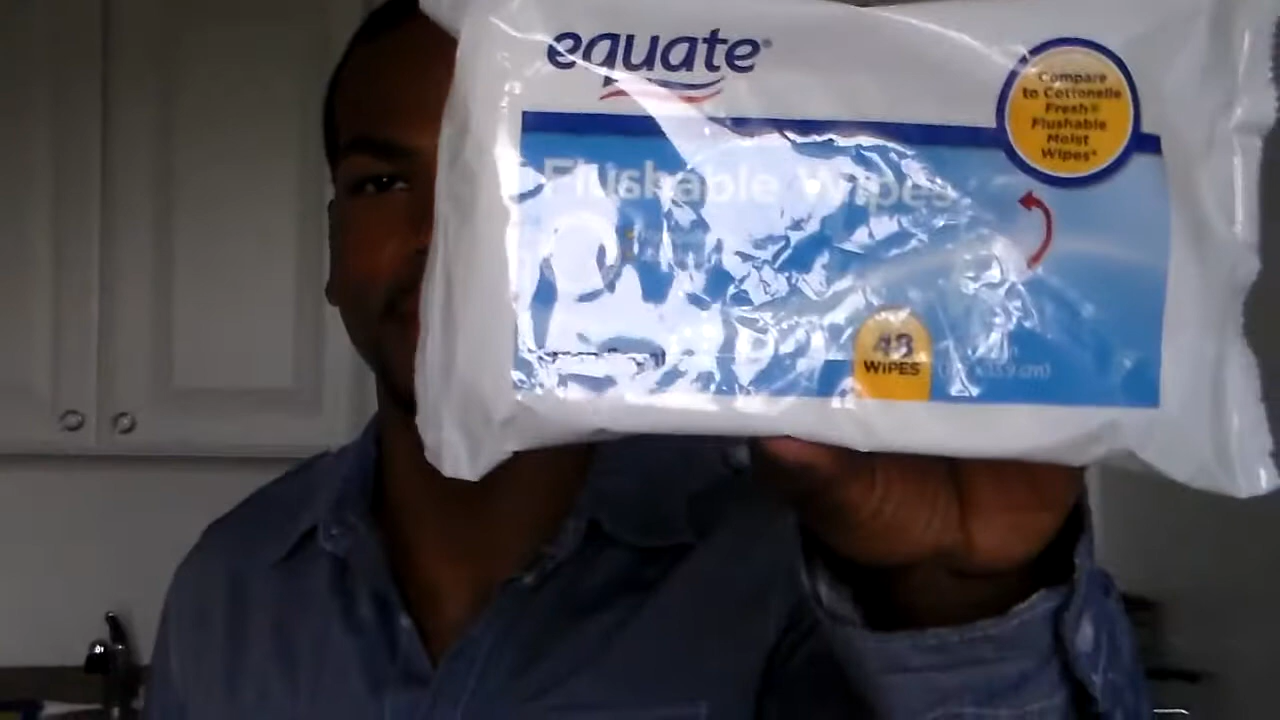 equate®
Compare
to Cottonelle
Fresh®
Flushable
Moist
Wipes*
Flushable Wipes
48
WIPES